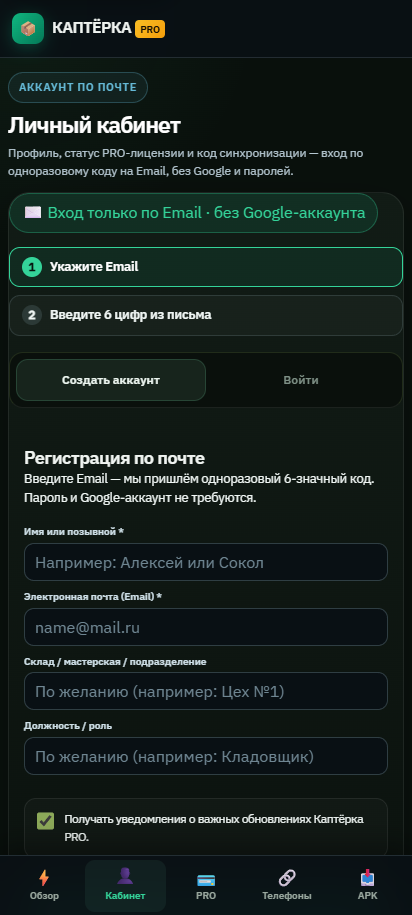 КАПТЁРКА PRO
АККАУНТ ПО ПОЧТЕ
Личный кабинет
Профиль, статус PRO-лицензии и код синхронизации — вход по
одноразовому коду на Email, без Google и паролей.
Вход только по Email · без Google-аккаунта
1 Укажите Email
2 Введите 6 цифр из письма
Создать аккаунт Войти
Регистрация по почте
Введите Email — мы пришлём одноразовый 6-значный код.
Пароль и Google-аккаунт не требуются.
Имя или позывной *
Например: Алексей или Сокол
Электронная почта (Email) *
name@mail.ru
Склад / мастерская / подразделение
По желанию (например: Цех №1)
Должность / роль
По желанию (например: Кладовщик)
Получать уведомления о важных обновлениях Каптёрка
PRO.
Обзор Кабинет PRO Телефоны APK